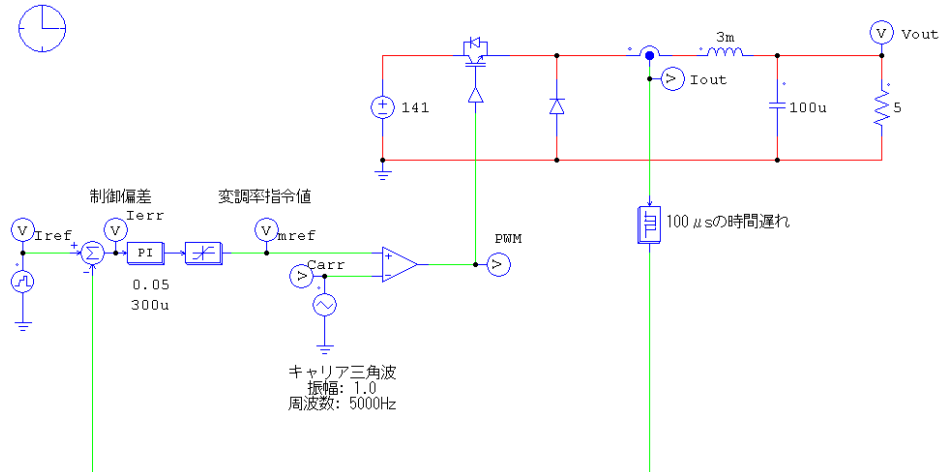 3m
V
Vout
>
Iout
141
100u
5
制御偏差
変調率指令値
V
Iref
V
Ierr
V
mref
100μsの時間遅れ
+
Σ
-
PI
0.05
300u
PWM
>
>
Carr
+
-
キャリア三角波
振幅: 1.0
周波数: 5000Hz